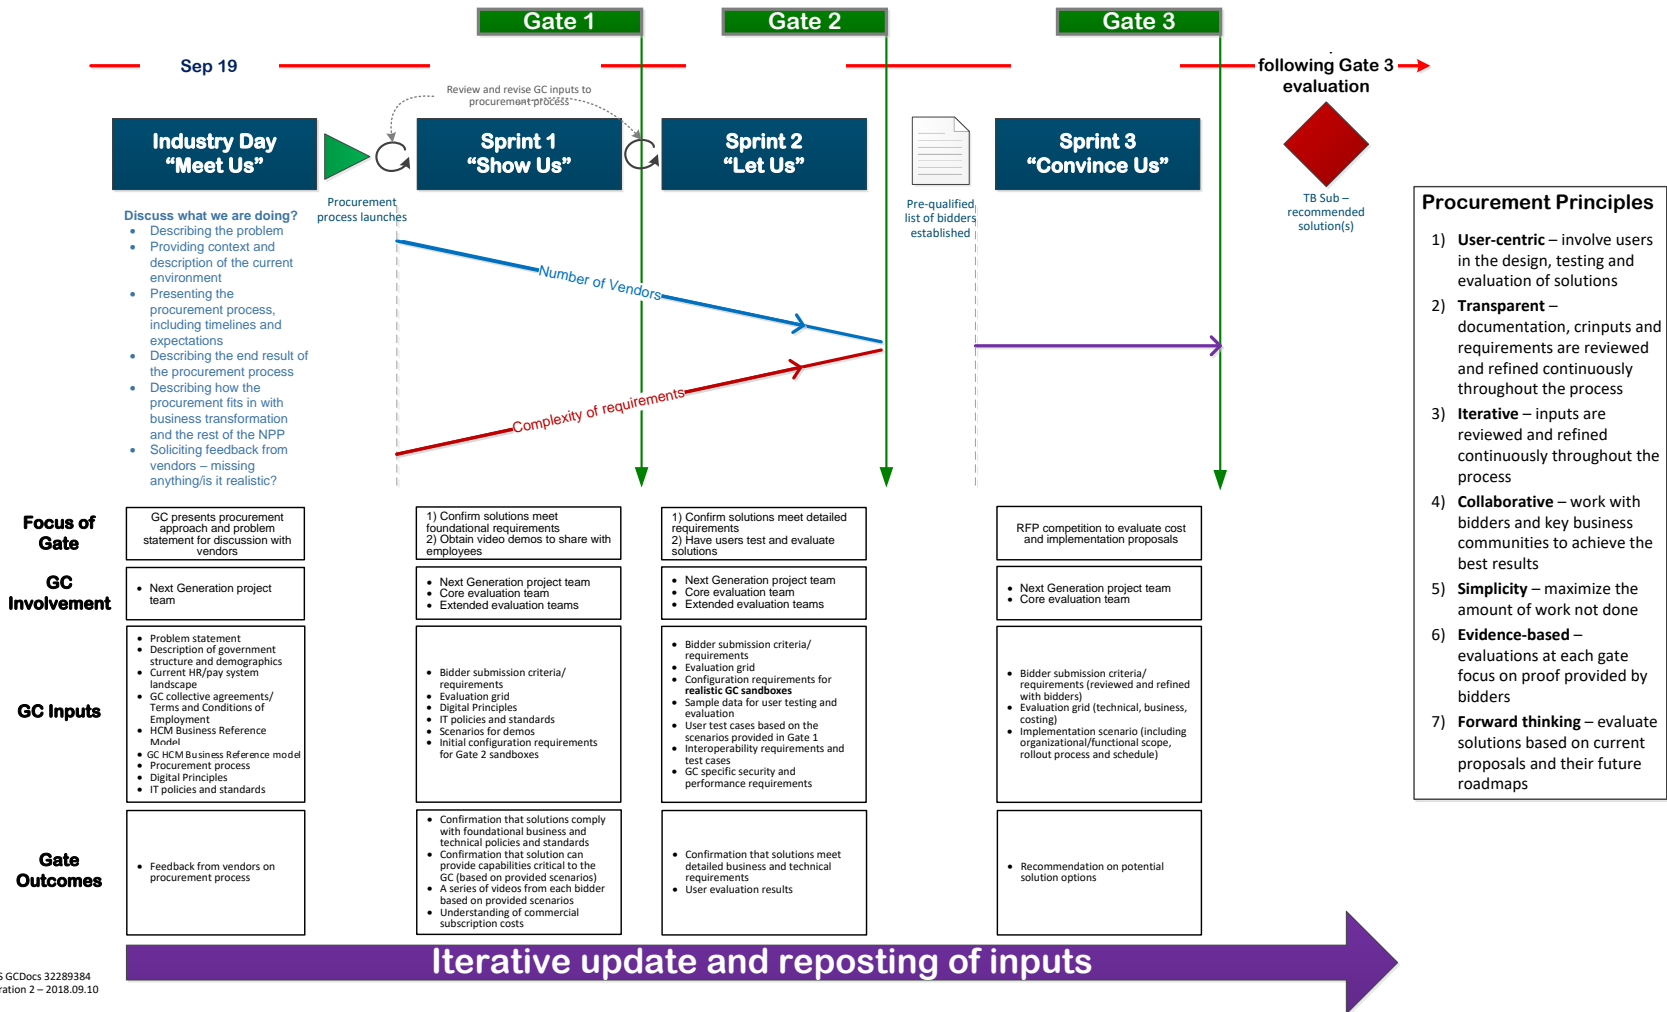 Gate 1
Gate 2
Gate 3
Sep 19
following Gate 3
evaluation
Review and revise GC inputs to
procurement process
Industry Day
“Meet Us”
Sprint 1
“Show Us”
Sprint 2
“Let Us”
Sprint 3
“Convince Us”
Procurement
process launches
Pre-qualified
list of bidders
established
TB Sub –
recommended
solution(s)
Discuss what we are doing?
• Describing the problem
• Providing context and
description of the current
environment
• Presenting the
procurement process,
including timelines and
expectations
• Describing the end result of
the procurement process
• Describing how the
procurement fits in with
business transformation
and the rest of the NPP
• Soliciting feedback from
vendors – missing
anything/is it realistic?
Number of Vendors
Complexity of requirements
Procurement Principles
1) User-centric – involve users
in the design, testing and
evaluation of solutions
2) Transparent –
documentation, crinputs and
requirements are reviewed
and refined continuously
throughout the process
3) Iterative – inputs are
reviewed and refined
continuously throughout the
process
4) Collaborative – work with
bidders and key business
communities to achieve the
best results
5) Simplicity – maximize the
amount of work not done
6) Evidence-based –
evaluations at each gate
focus on proof provided by
bidders
7) Forward thinking – evaluate
solutions based on current
proposals and their future
roadmaps
Focus of
Gate
GC presents procurement
approach and problem
statement for discussion with
vendors
1) Confirm solutions meet
foundational requirements
2) Obtain video demos to share with
employees
1) Confirm solutions meet detailed
requirements
2) Have users test and evaluate
solutions
RFP competition to evaluate cost
and implementation proposals
GC
Involvement
• Next Generation project
team
• Next Generation project team
• Core evaluation team
• Extended evaluation teams
• Next Generation project team
• Core evaluation team
• Extended evaluation teams
• Next Generation project team
• Core evaluation team
GC Inputs
• Problem statement
• Description of government
structure and demographics
• Current HR/pay system
landscape
• GC collective agreements/
Terms and Conditions of
Employment
• HCM Business Reference
Model
• GC HCM Business Reference model
• Procurement process
• Digital Principles
• IT policies and standards
• Bidder submission criteria/
requirements
• Evaluation grid
• Digital Principles
• IT policies and standards
• Scenarios for demos
• Initial configuration requirements
for Gate 2 sandboxes
• Bidder submission criteria/
requirements
• Evaluation grid
• Configuration requirements for
realistic GC sandboxes
• Sample data for user testing and
evaluation
• User test cases based on the
scenarios provided in Gate 1
• Interoperability requirements and
test cases
• GC specific security and
performance requirements
• Bidder submission criteria/
requirements (reviewed and refined
with bidders)
• Evaluation grid (technical, business,
costing)
• Implementation scenario (including
organizational/functional scope,
rollout process and schedule)
Gate
Outcomes
• Feedback from vendors on
procurement process
• Confirmation that solutions comply
with foundational business and
technical policies and standards
• Confirmation that solution can
provide capabilities critical to the
GC (based on provided scenarios)
• A series of videos from each bidder
based on provided scenarios
• Understanding of commercial
subscription costs
• Confirmation that solutions meet
detailed business and technical
requirements
• User evaluation results
• Recommendation on potential
solution options
Iterative update and reposting of inputs
S GCDocs 32289384
ration 2 – 2018.09.10